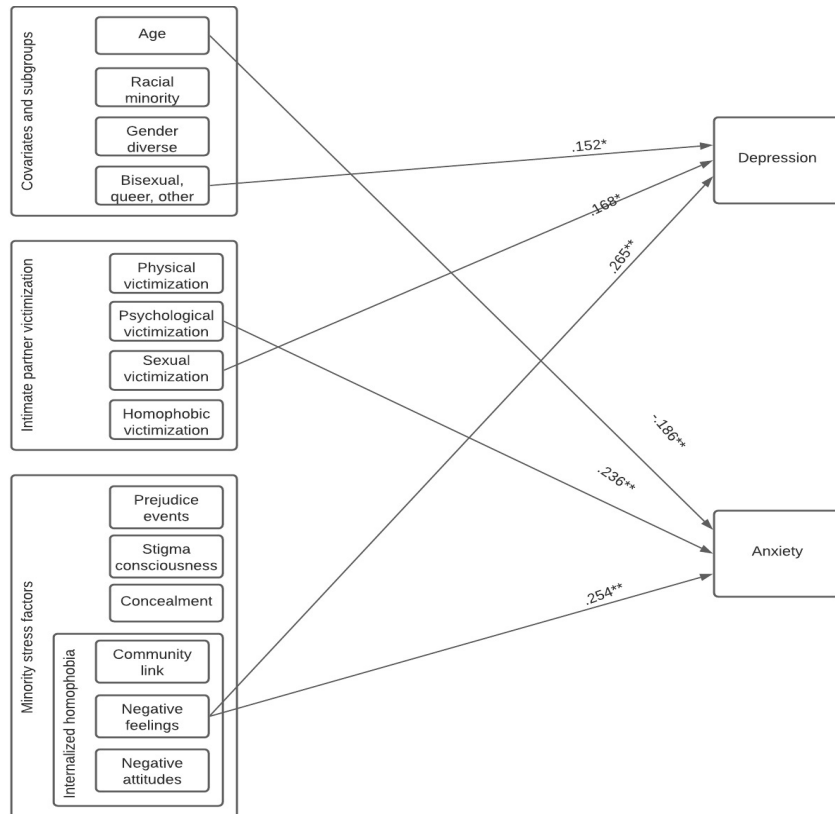 Covariates and subgroups
Age
Racial
minority
Gender
diverse
Bisexual,
queer, other
Intimate partner victimization
Physical
victimization
Psychological
victimization
Sexual
victimization
Homophobic
victimization
Minority stress factors
Prejudice
events
Stigma
consciousness
Concealment
Internalized homophobia
Community
link
Negative
feelings
Negative
attitudes
.152*
.168*
.265**
-.186**
.236**
.254**
Depression
Anxiety